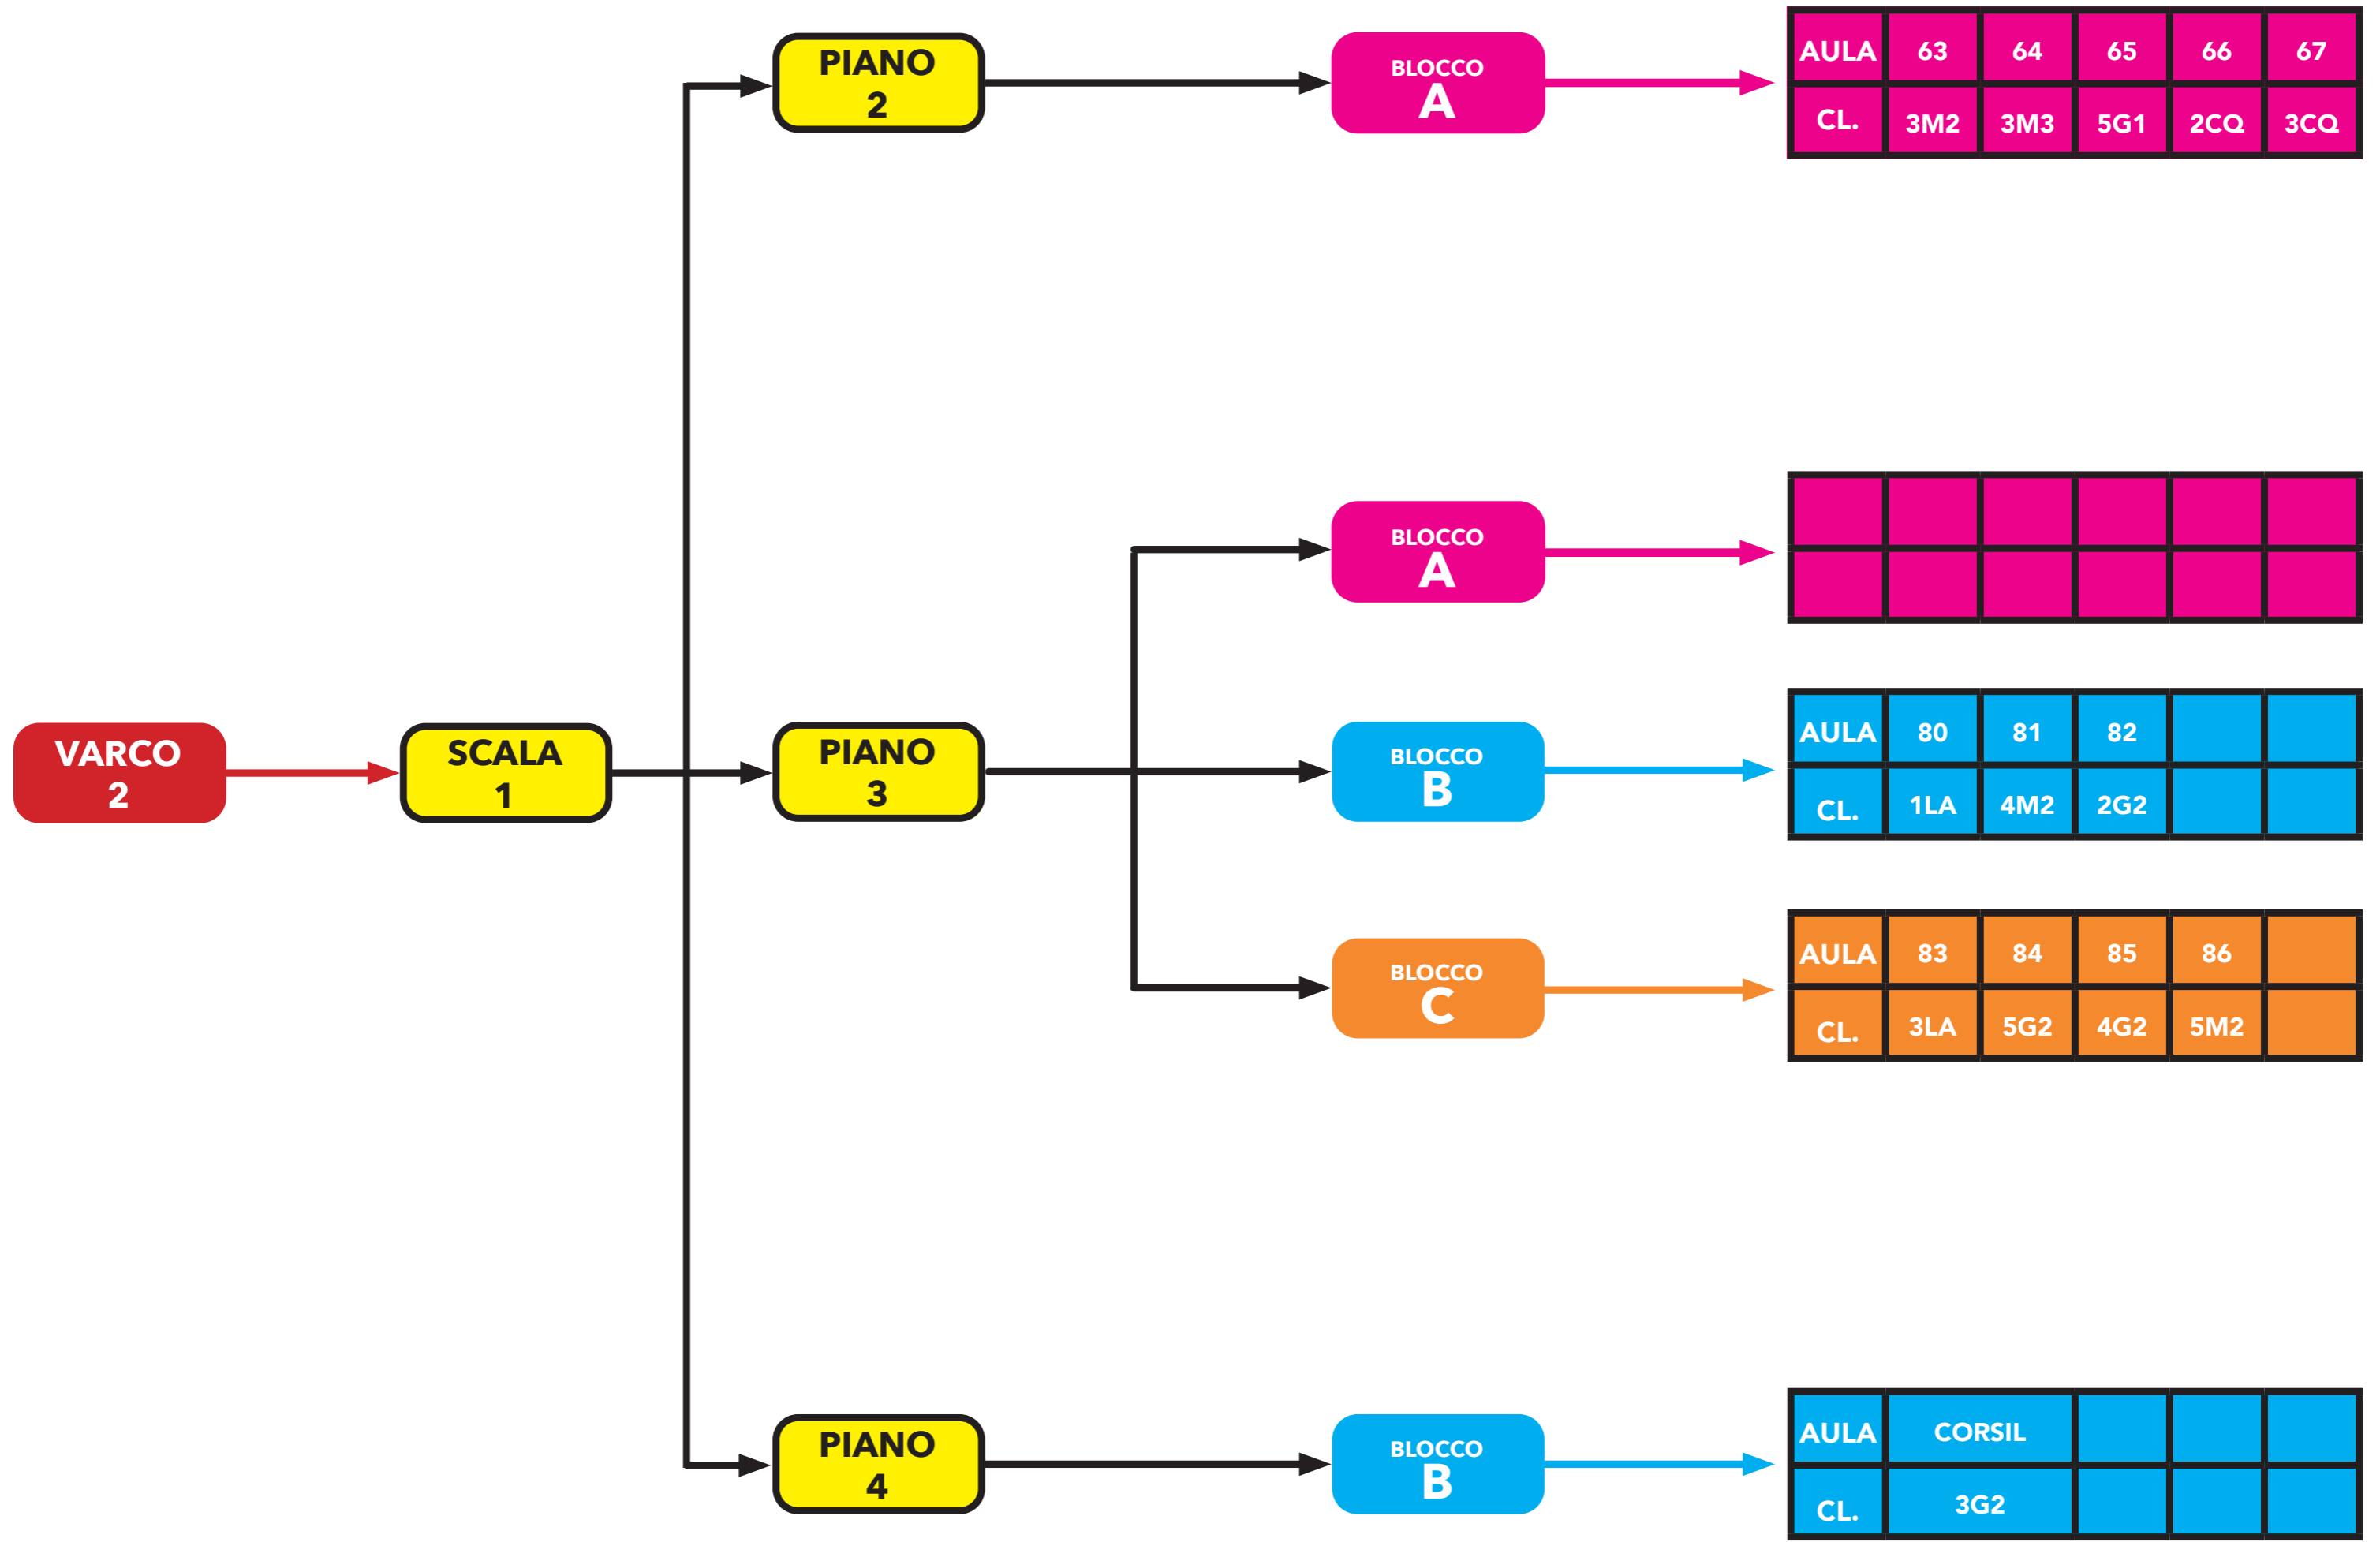 PIANO
2
BLOCCO
A
AULA 63 64 65 66 67
CL. 3M2 3M3 5G1 2CQ 3CQ
BLOCCO
A
VARCO
2
SCALA
1
PIANO
3
BLOCCO
B
AULA 80 81 82
CL. 1LA 4M2 2G2
BLOCCO
C
AULA 83 84 85 86
CL. 3LA 5G2 4G2 5M2
PIANO
4
BLOCCO
B
AULA CORSIL
CL. 3G2